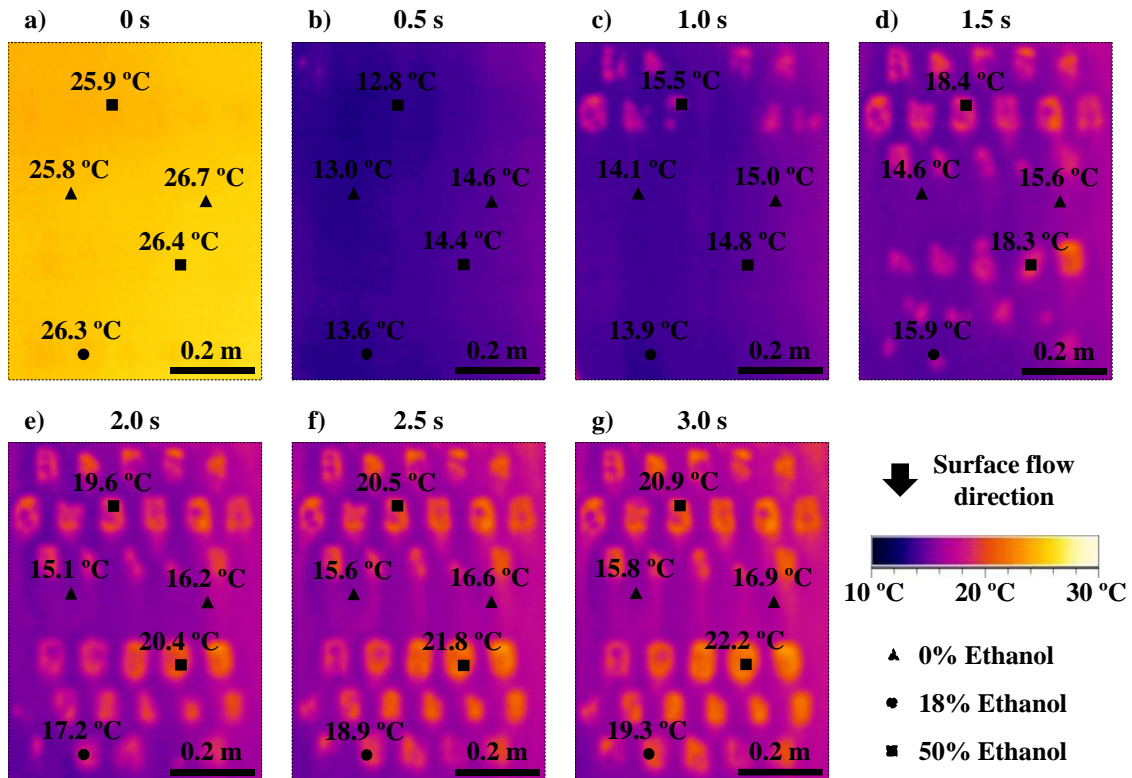 a) 0 s
25.9 ºC
25.8 ºC
26.7 ºC
26.4 ºC
26.3 ºC
0.2 m
b) 0.5 s
12.8 ºC
13.0 ºC
14.6 ºC
14.4 ºC
13.6 ºC
0.2 m
c) 1.0 s
15.5 ºC
14.1 ºC
15.0 ºC
14.8 ºC
13.9 ºC
0.2 m
d) 1.5 s
18.4 ºC
14.6 ºC
15.6 ºC
18.3 ºC
15.9 ºC
0.2 m
e) 2.0 s
19.6 ºC
15.1 ºC
16.2 ºC
20.4 ºC
17.2 ºC
0.2 m
f) 2.5 s
20.5 ºC
15.6 ºC
16.6 ºC
21.8 ºC
18.9 ºC
0.2 m
g) 3.0 s
20.9 ºC
15.8 ºC
16.9 ºC
22.2 ºC
19.3 ºC
0.2 m
Surface flow
direction
10 ºC 20 ºC 30 ºC
0% Ethanol
18% Ethanol
50% Ethanol